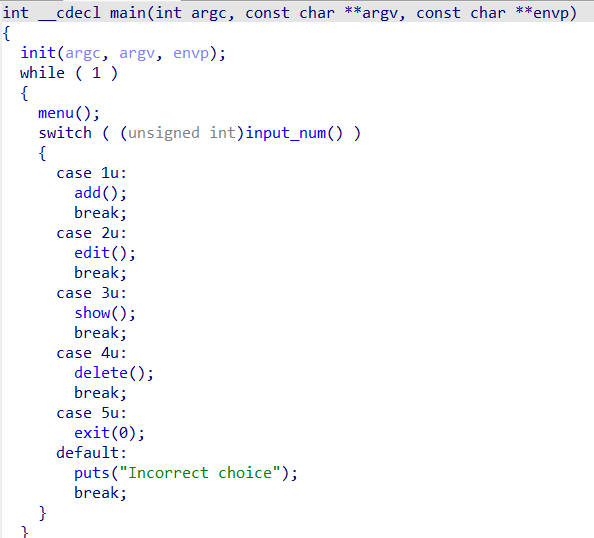 int __cdecl main(int argc, const char **argv, const char **envp)
{
  init(argc, argv, envp);
  while ( 1 )
  {
    menu();
    switch ( (unsigned int)input_num() )
    {
      case 1u:
        add();
        break;
      case 2u:
        edit();
        break;
      case 3u:
        show();
        break;
      case 4u:
        delete();
        break;
      case 5u:
        exit(0);
      default:
        puts("Incorrect choice");
        break;
    }
  }